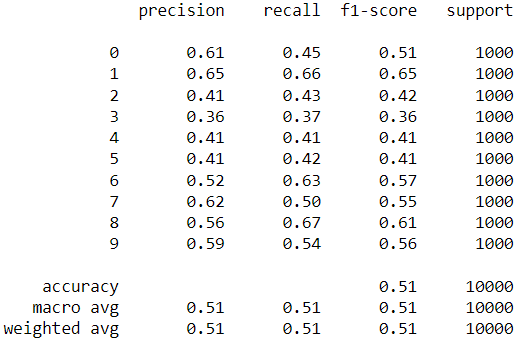 precision recall f1-score support
0 0.61 0.45 0.51 1000
1 0.65 0.66 0.65 1000
2 0.41 0.43 0.42 1000
3 0.36 0.37 0.36 1000
4 0.41 0.41 0.41 1000
5 0.41 0.42 0.41 1000
6 0.52 0.63 0.57 1000
7 0.62 0.50 0.55 1000
8 0.56 0.67 0.61 1000
9 0.59 0.54 0.56 1000
accuracy 0.51 10000
macro avg 0.51 0.51 0.51 10000
weighted avg 0.51 0.51 0.51 10000